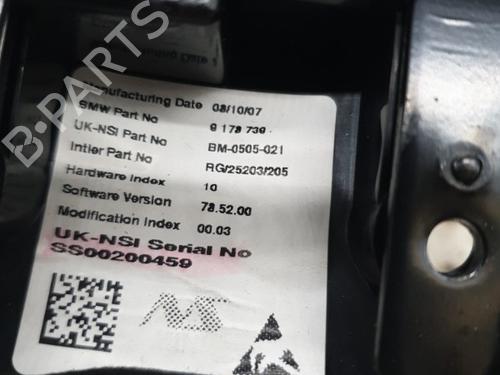 Manufacturing Date 08/10/07
BMW Part No 9 179 739
UK-NSI Part No BM-0505-021
Intier Part No RG/25203/205
Hardware Index 10
Software Version 78.52.00
Modification Index 00.03
UK-NSI Serial No
SS00200459
B-PARTS